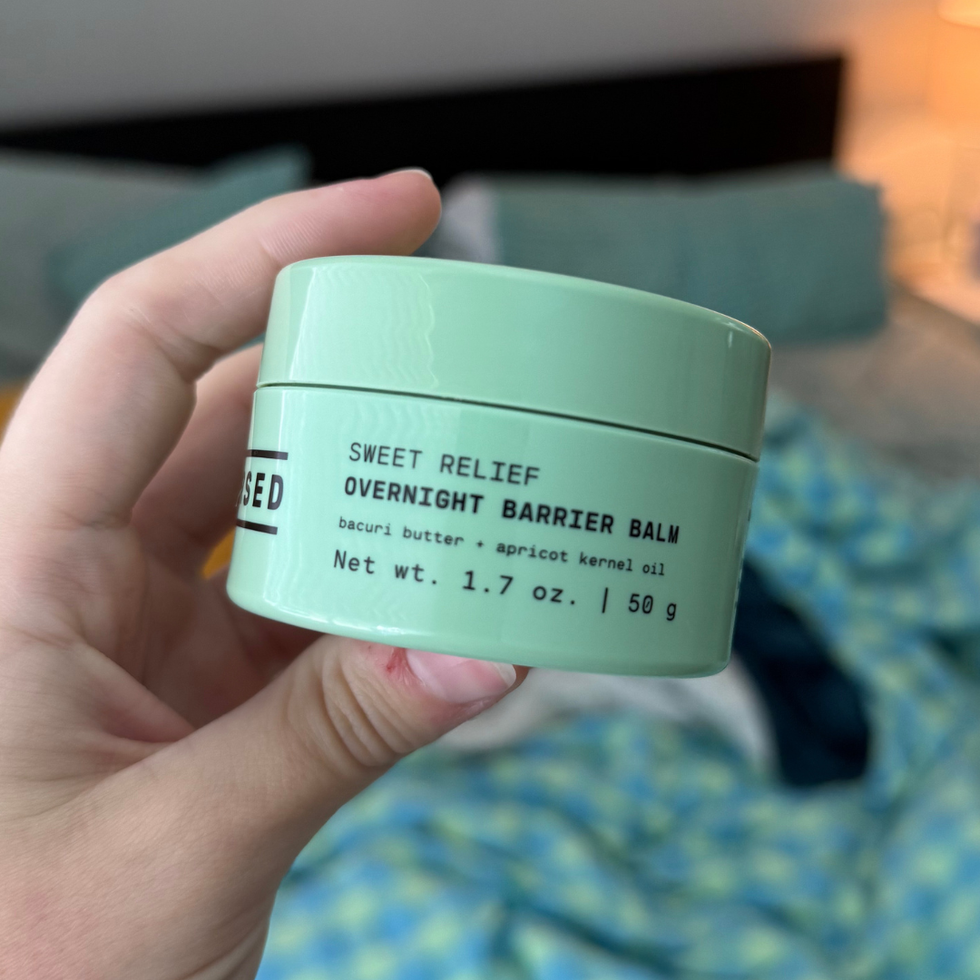 SWEET RELIEF
OVERNIGHT BARRIER BALM
bacuri butter + apricot kernel oil
Net wt. 1.7 oz. | 50 g